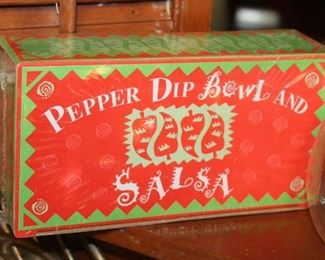 PEPPER DIP BOWL AND
SALSA